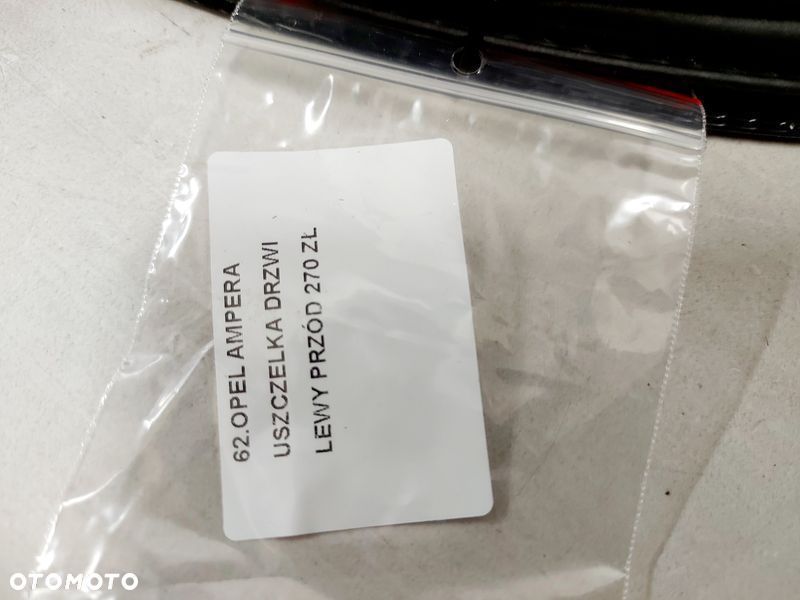 62.OPEL AMPERA
USZCZELKA DRZWI
LEWY PRZÓD 270 ZŁ
OTOMOTO